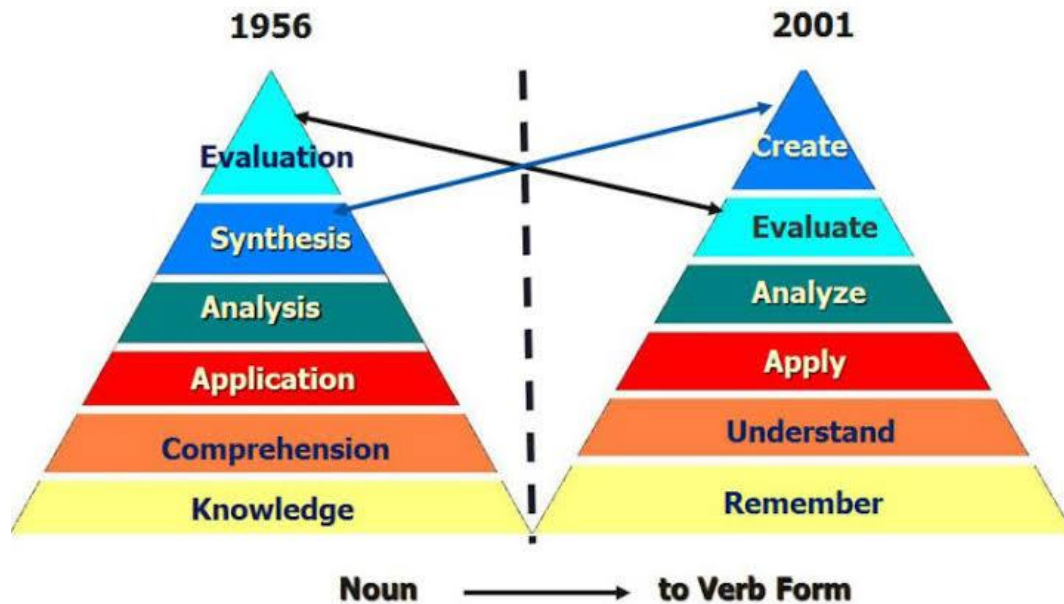 1956
2001
Evaluation
Synthesis
Analysis
Application
Comprehension
Knowledge
Create
Evaluate
Analyze
Apply
Understand
Remember
Noun to Verb Form